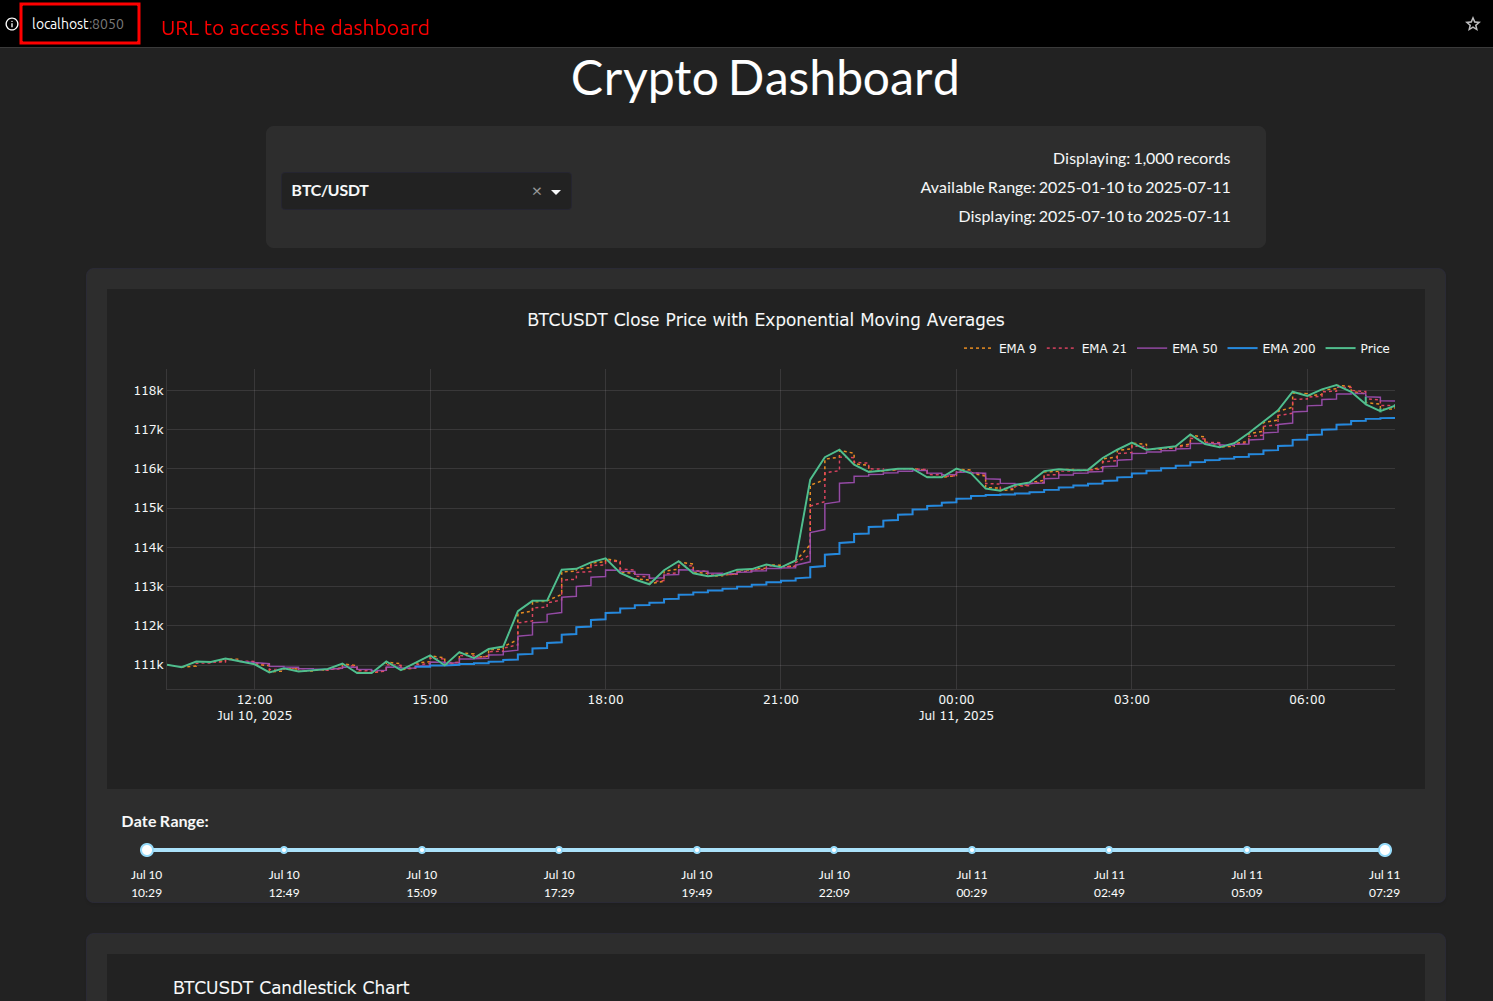 localhost:8050
URL to access the dashboard
Crypto Dashboard
BTC/USDT
Displaying: 1,000 records
Available Range: 2025-01-10 to 2025-07-11
Displaying: 2025-07-10 to 2025-07-11
BTCUSDT Close Price with Exponential Moving Averages
EMA 9 EMA 21 EMA 50 EMA 200 Price
118k
117k
116k
115k
114k
113k
112k
111k
12:00 15:00 18:00 21:00 00:00 03:00 06:00
Jul 10, 2025 Jul 11, 2025
Date Range:
Jul 10 Jul 10 Jul 10 Jul 10 Jul 10 Jul 10 Jul 11 Jul 11 Jul 11 Jul 11
10:29 12:49 15:09 17:29 19:49 22:09 00:29 02:49 05:09 07:29
BTCUSDT Candlestick Chart